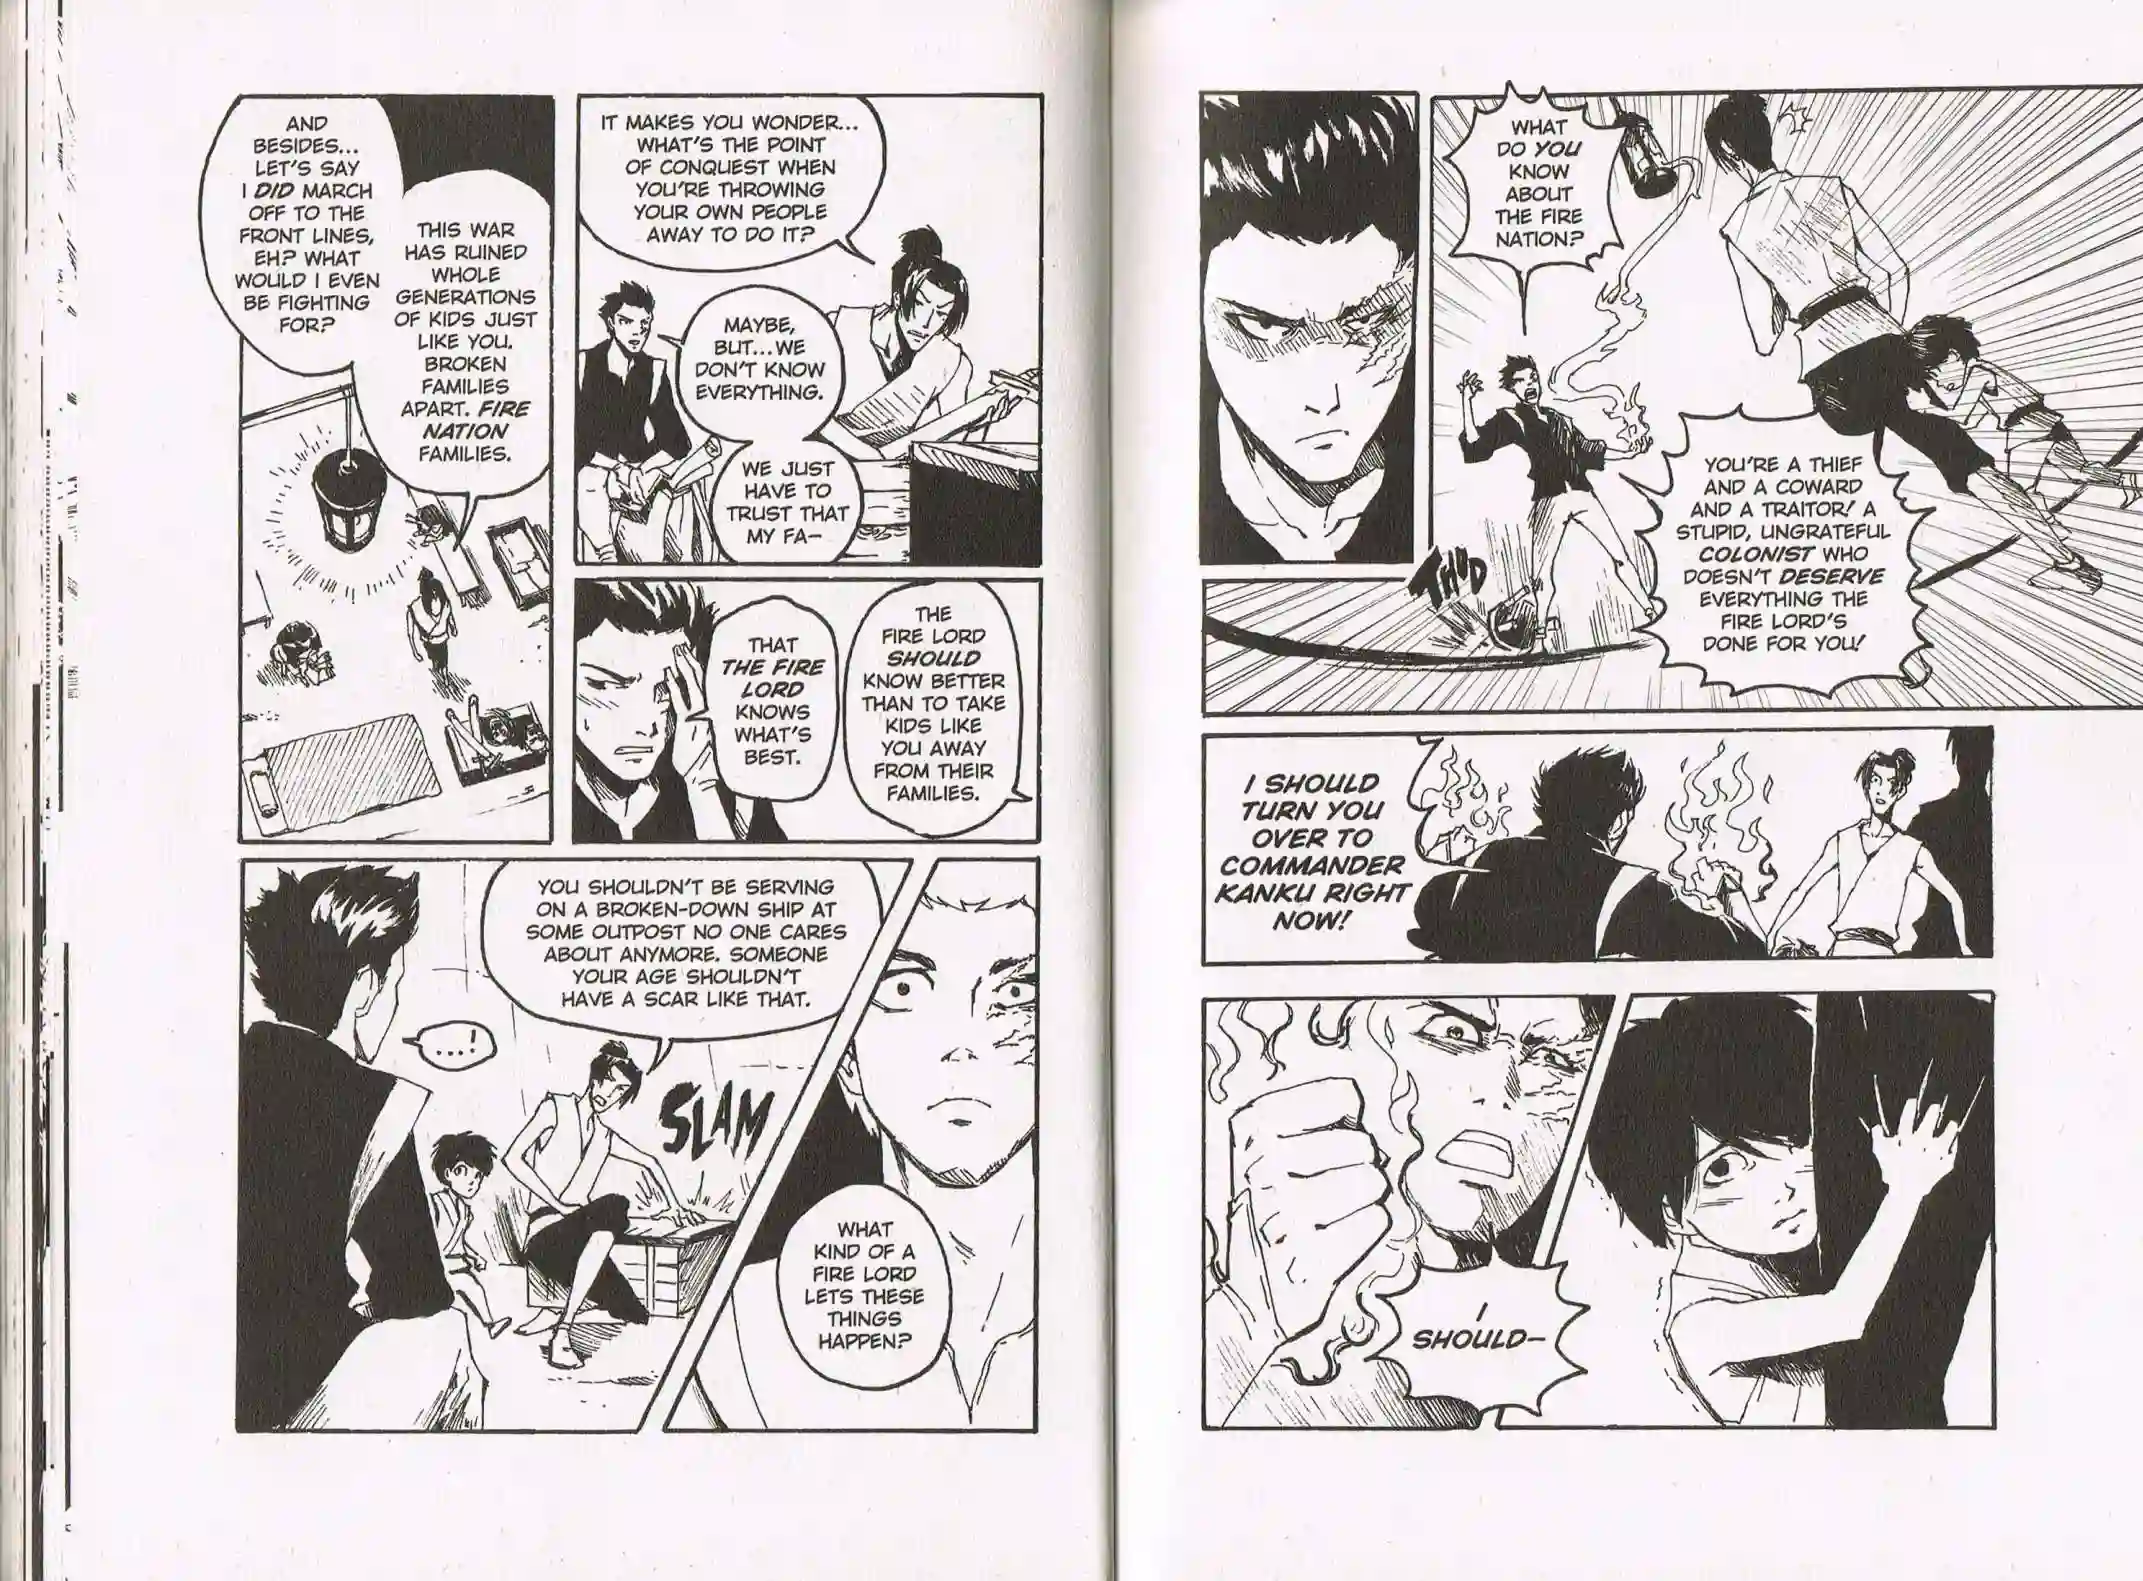 AND
BESIDES...
LET'S SAY
I DID MARCH
OFF TO THE
FRONT LINES,
EH? WHAT
WOULD I EVEN
BE FIGHTING
FOR?
THIS WAR
HAS RUINED
WHOLE
GENERATIONS
OF KIDS JUST
LIKE YOU.
BROKEN
FAMILIES
APART. FIRE
NATION
FAMILIES.
IT MAKES YOU WONDER...
WHAT'S THE POINT
OF CONQUEST WHEN
YOU'RE THROWING
YOUR OWN PEOPLE
AWAY TO DO IT?
MAYBE,
BUT...WE
DON'T KNOW
EVERYTHING.
WE JUST
HAVE TO
TRUST THAT
MY FA-
THAT
THE FIRE
LORD
KNOWS
WHAT'S
BEST.
THE
FIRE LORD
SHOULD
KNOW BETTER
THAN TO TAKE
KIDS LIKE
YOU AWAY
FROM THEIR
FAMILIES.
YOU SHOULDN'T BE SERVING
ON A BROKEN-DOWN SHIP AT
SOME OUTPOST NO ONE CARES
ABOUT ANYMORE. SOMEONE
YOUR AGE SHOULDN'T
HAVE A SCAR LIKE THAT.
...!
SLAM
WHAT
KIND OF A
FIRE LORD
LETS THESE
THINGS
HAPPEN?
WHAT
DO YOU
KNOW
ABOUT
THE FIRE
NATION?
THUD
YOU'RE A THIEF
AND A COWARD
AND A TRAITOR! A
STUPID, UNGRATEFUL
COLONIST WHO
DOESN'T DESERVE
EVERYTHING THE
FIRE LORD'S
DONE FOR YOU!
I SHOULD
TURN YOU
OVER TO
COMMANDER
KANKU RIGHT
NOW!
I
SHOULD-